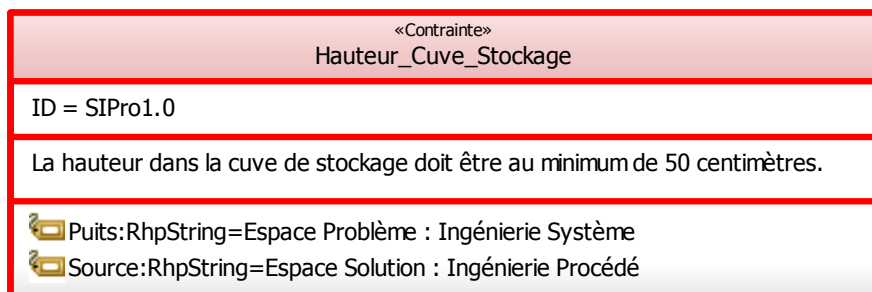 «Contrainte»
Hauteur_Cuve_Stockage
ID = SIPro1.0
La hauteur dans la cuve de stockage doit être au minimum de 50 centimètres.
Puits:RhpString=Espace Problème : Ingénierie Système
Source:RhpString=Espace Solution : Ingénierie Procédé